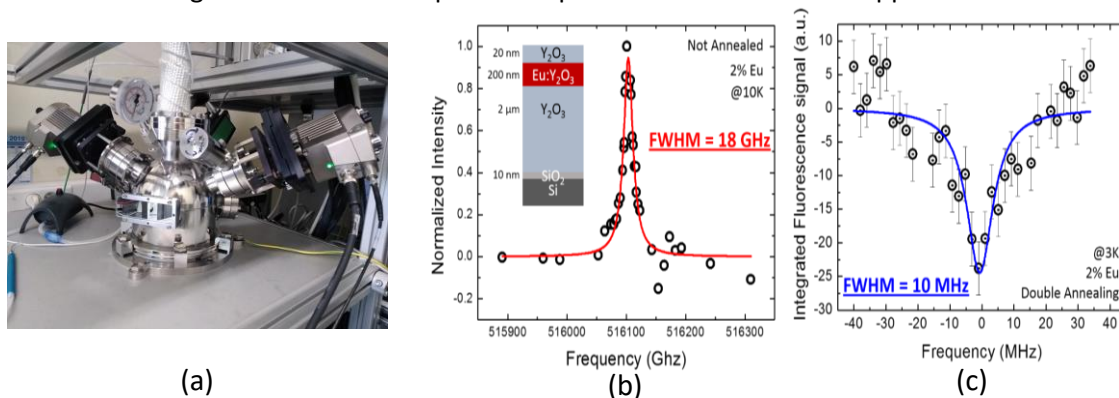 1.0
0.8
0.6
0.4
0.2
0.0
-0.2
Normalized Intensity
20 nm
Y₂O₃
200 nm
Eu:Y₂O₃
2 µm
Y₂O₃
10 nm
SiO₂
Si
Not Annealed
2% Eu
@10K
FWHM = 18 GHz
515900 516000 516100 516200 516300
Frequency (Ghz)
10
5
0
-5
-10
-15
-20
-25
-30
Integrated Fluorescence signal (a.u.)
FWHM = 10 MHz
@3K
2% Eu
Double Annealing
-40 -30 -20 -10 0 10 20 30 40
Frequency (MHz)
(a)
(b)
(c)